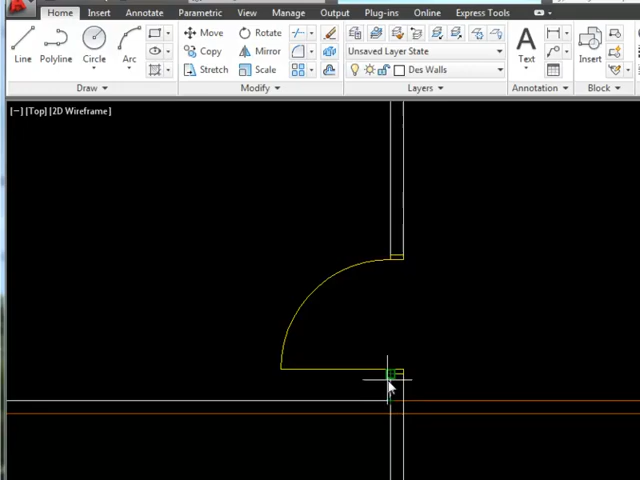 Home Insert Annotate Parametric View Manage Output Plug-ins Online Express Tools
Move Rotate
Copy Mirror
Stretch Scale
Line Polyline Circle Arc
Unsaved Layer State
Des Walls
Text
Insert
Draw Modify Layers Annotation Block
[−] [Top] [2D Wireframe]